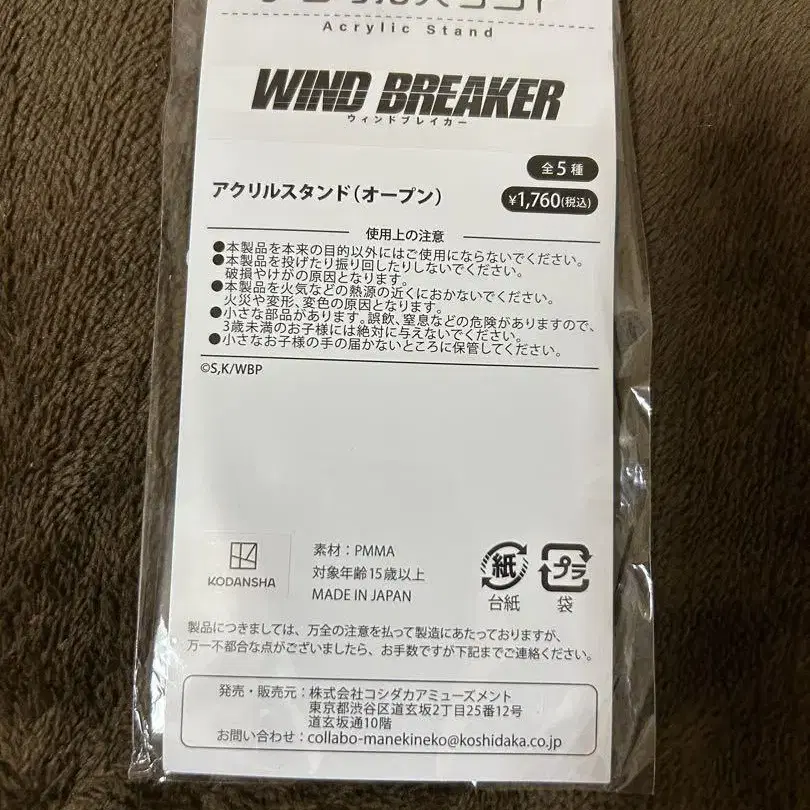 Acrylic Stand
WIND BREAKER
ウィンドブレイカー
全5種
アクリルスタンド(オープン)
¥1,760(税込)
使用上の注意
●本製品を本来の目的以外にはご使用にならないでください。
●本製品を投げたり振り回したりしないでください。
破損やけがの原因となります。
●本製品を火気などの熱源の近くにおかないでください。
火災や変形、変色の原因となります。
●小さな部品があります。誤飲、窒息などの危険がありますので、
3歳未満のお子様には絶対に与えないでください。
●小さなお子様の手の届かないところに保管してください。
©S,K/WBP
KODANSHA
素材:PMMA
対象年齢15歳以上
MADE IN JAPAN
紙
台紙
プラ
袋
製品につきましては、万全の注意を払って製造にあたっておりますが、
万一不都合な点がございましたら、お手数ですが下記までご連絡ください。
発売・販売元:株式会社コシダカアミューズメント
東京都渋谷区道玄坂2丁目25番12号
道玄坂通10階
お問い合わせ:collabo-manekineko@koshidaka.co.jp